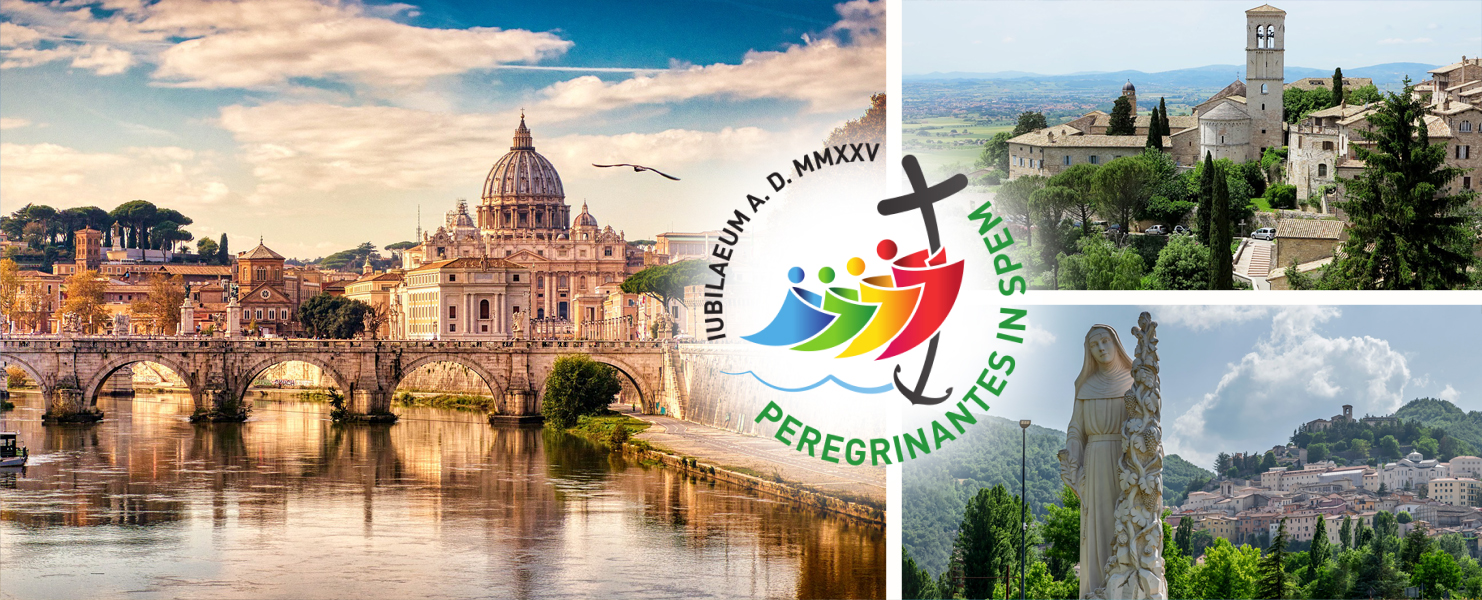 IUBILAEUM A. D. MMXXV
PEREGRINANTES IN SPEM